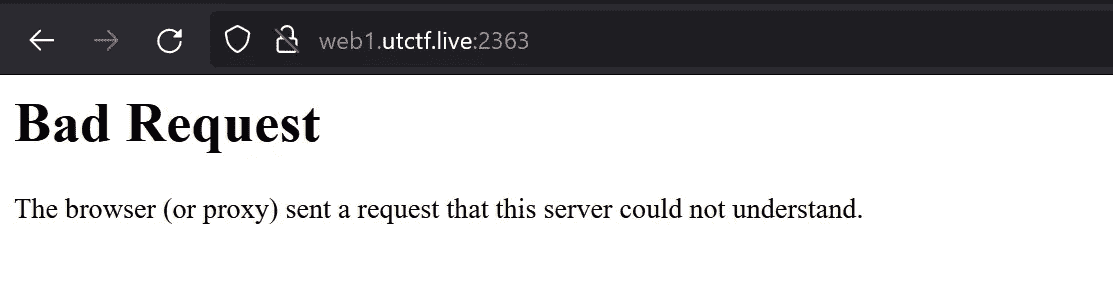 web1.utctf.live:2363
Bad Request
The browser (or proxy) sent a request that this server could not understand.